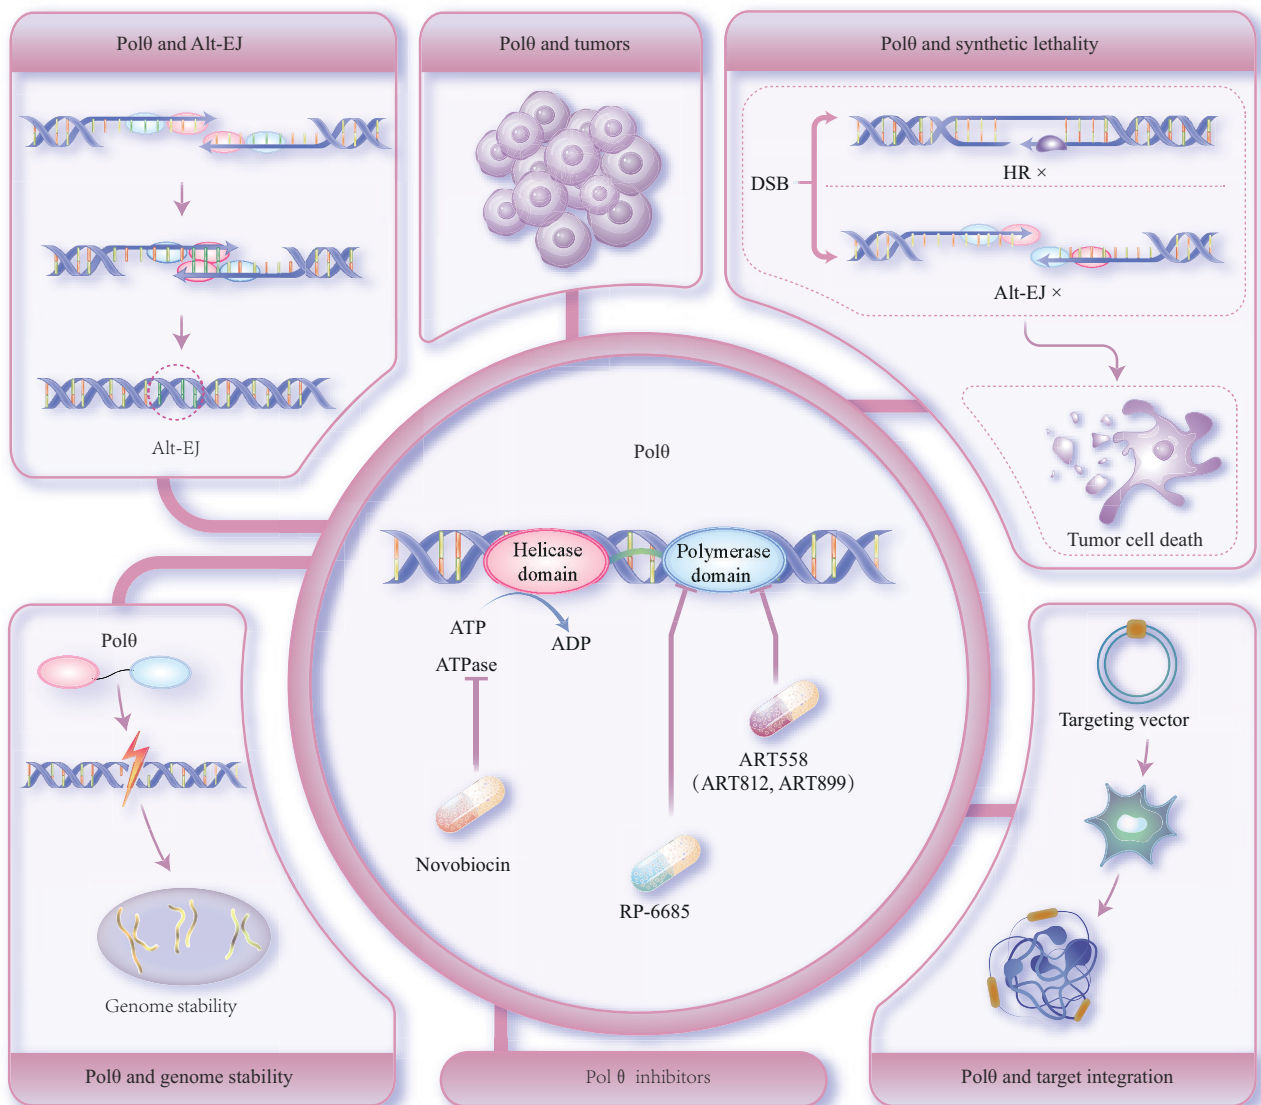 Polθ and Alt-EJ
Alt-EJ
Polθ and tumors
Polθ and synthetic lethality
DSB
HR ×
Alt-EJ ×
Tumor cell death
Polθ
Helicase
domain
Polymerase
domain
ATP
ADP
ATPase
Novobiocin
RP-6685
ART558
(ART812, ART899)
Polθ
Genome stability
Polθ and genome stability
Pol θ inhibitors
Targeting vector
Polθ and target integration